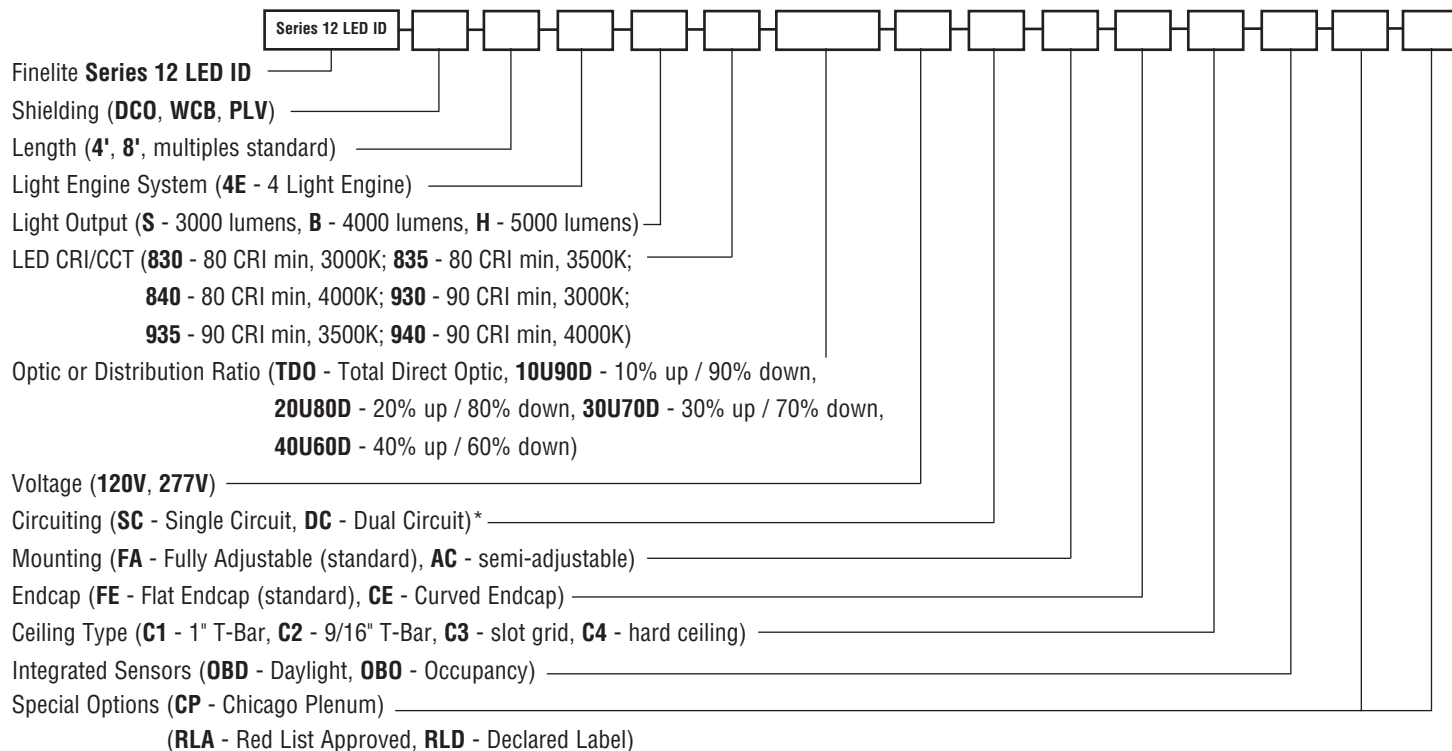 Series 12 LED ID
Finelite Series 12 LED ID
Shielding (DCO, WCB, PLV)
Length (4', 8', multiples standard)
Light Engine System (4E - 4 Light Engine)
Light Output (S - 3000 lumens, B - 4000 lumens, H - 5000 lumens)
LED CRI/CCT (830 - 80 CRI min, 3000K; 835 - 80 CRI min, 3500K;
840 - 80 CRI min, 4000K; 930 - 90 CRI min, 3000K;
935 - 90 CRI min, 3500K; 940 - 90 CRI min, 4000K)
Optic or Distribution Ratio (TDO - Total Direct Optic, 10U90D - 10% up / 90% down,
20U80D - 20% up / 80% down, 30U70D - 30% up / 70% down,
40U60D - 40% up / 60% down)
Voltage (120V, 277V)
Circuiting (SC - Single Circuit, DC - Dual Circuit)*
Mounting (FA - Fully Adjustable (standard), AC - semi-adjustable)
Endcap (FE - Flat Endcap (standard), CE - Curved Endcap)
Ceiling Type (C1 - 1" T-Bar, C2 - 9/16" T-Bar, C3 - slot grid, C4 - hard ceiling)
Integrated Sensors (OBD - Daylight, OBO - Occupancy)
Special Options (CP - Chicago Plenum)
(RLA - Red List Approved, RLD - Declared Label)